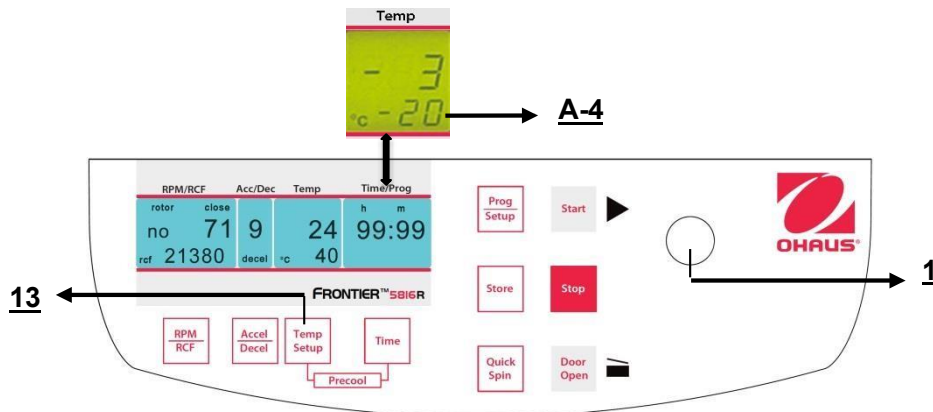 Temp
- 3
°C -20
A-4
RPM/RCF Acc/Dec Temp Time/Prog
rotor close h m
no 71 9 24 99:99
rcf 21380 decel °C 40
FRONTIER™5816R
13
RPM
RCF
Accel
Decel
Temp
Setup
Time
Precool
Prog
Setup
Start
Store
Stop
Quick
Spin
Door
Open
OHAUS®
1